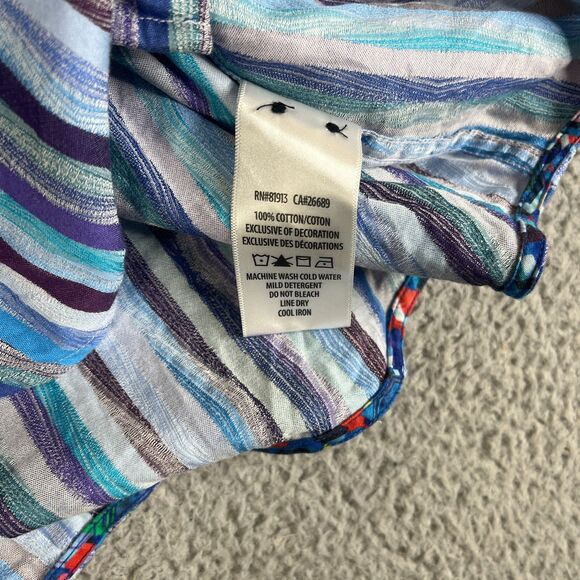 RN#81913 CA#26689
100% COTTON/COTON
EXCLUSIVE OF DECORATION
EXCLUSIVE DES DÉCORATIONS
MACHINE WASH COLD WATER
MILD DETERGENT
DO NOT BLEACH
LINE DRY
COOL IRON